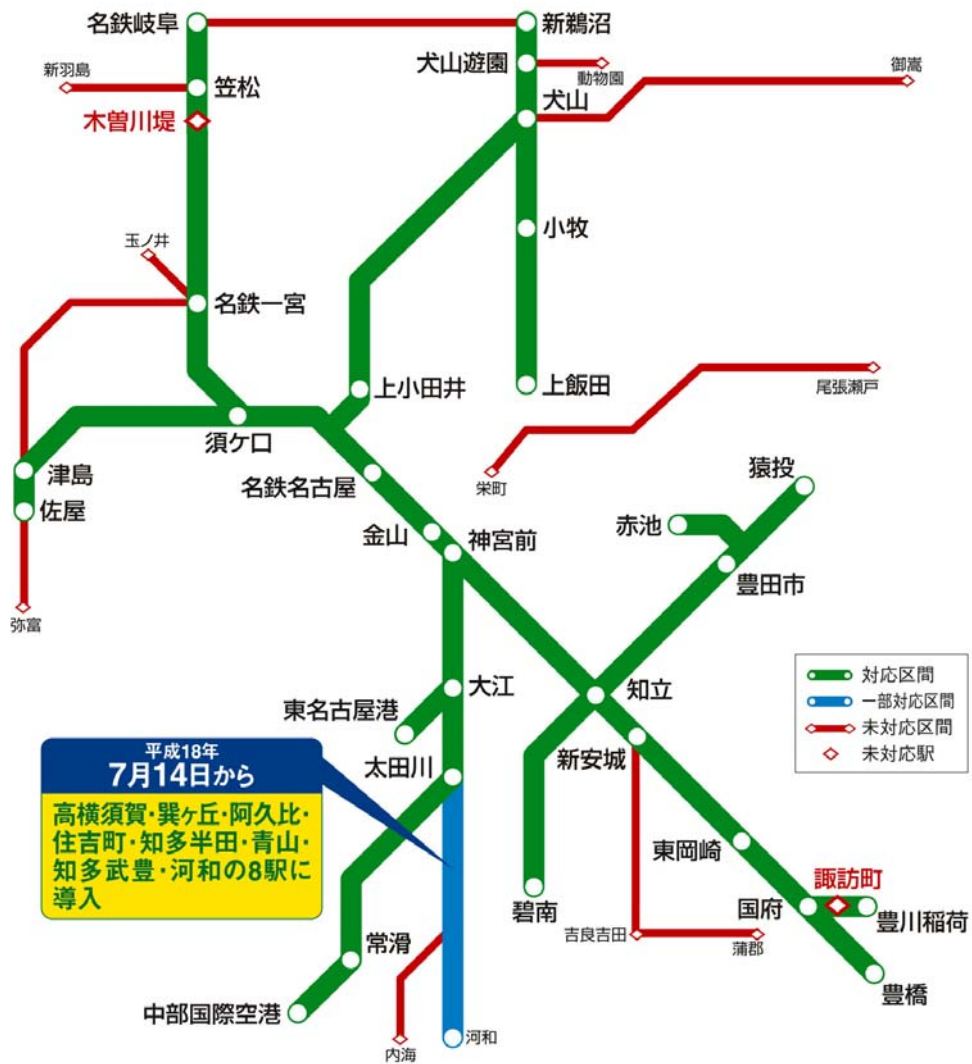 名鉄岐阜
新鵜沼
犬山遊園
動物園
御嵩
新羽島
笠松
犬山
木曽川堤
小牧
玉ノ井
名鉄一宮
上小田井
上飯田
尾張瀬戸
須ケ口
津島
名鉄名古屋
栄町
猿投
佐屋
金山
神宮前
赤池
豊田市
弥富
対応区間
一部対応区間
未対応区間
未対応駅
大江
知立
東名古屋港
新安城
平成18年
7月14日から
高横須賀・巽ヶ丘・阿久比・
住吉町・知多半田・青山・
知多武豊・河和の8駅に
導入
太田川
東岡崎
諏訪町
碧南
国府
豊川稲荷
吉良吉田
蒲郡
常滑
豊橋
中部国際空港
河和
内海